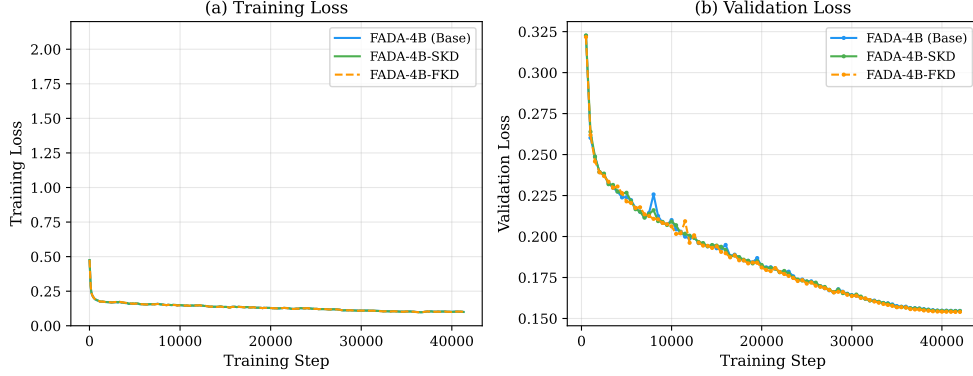 (a) Training Loss
2.00
1.75
1.50
1.25
1.00
0.75
0.50
0.25
0.00
Training Loss
0
10000
20000
30000
40000
Training Step
FADA-4B (Base)
FADA-4B-SKD
FADA-4B-FKD
(b) Validation Loss
0.325
0.300
0.275
0.250
0.225
0.200
0.175
0.150
Validation Loss
0
10000
20000
30000
40000
Training Step
FADA-4B (Base)
FADA-4B-SKD
FADA-4B-FKD